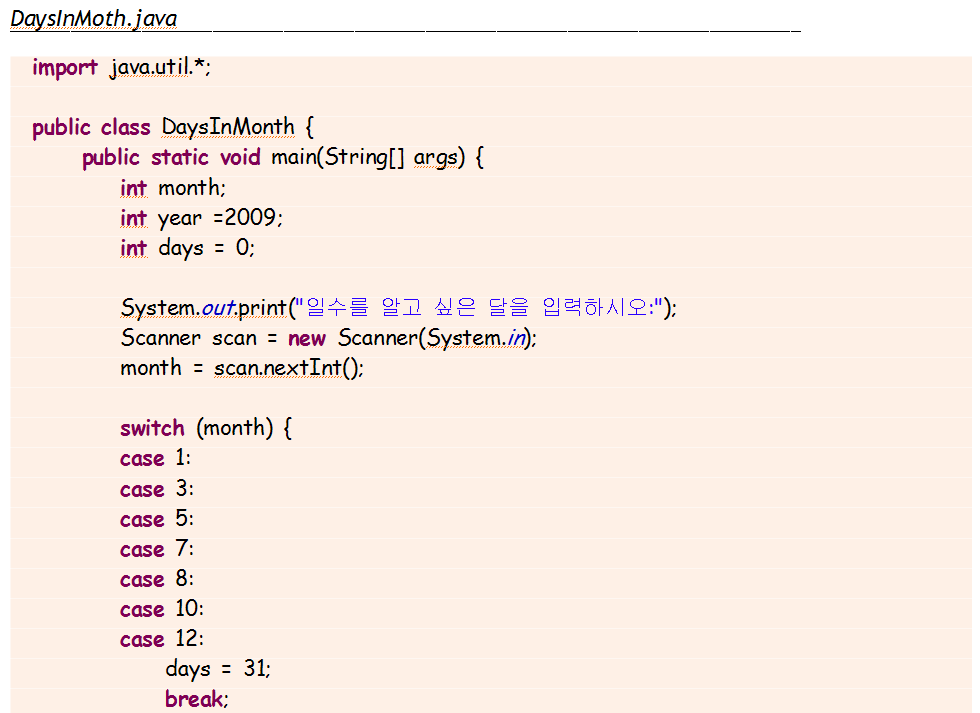 DaysInMoth.java
import java.util.*;
public class DaysInMonth {
public static void main(String[] args) {
int month;
int year =2009;
int days = 0;
System.out.print("일수를 알고 싶은 달을 입력하시오:");
Scanner scan = new Scanner(System.in);
month = scan.nextInt();
switch (month) {
case 1:
case 3:
case 5:
case 7:
case 8:
case 10:
case 12:
days = 31;
break;